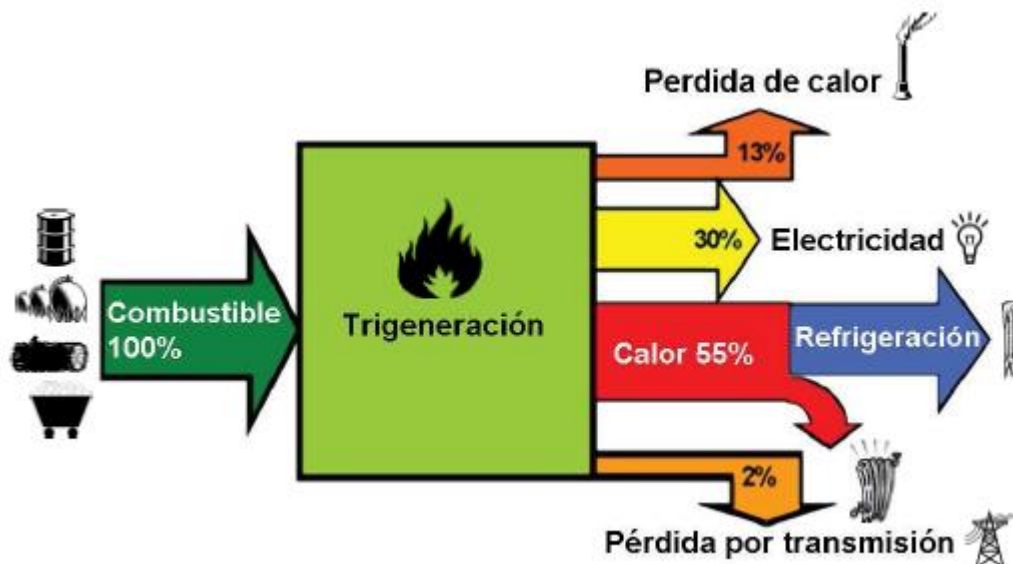 Perdida de calor
13%
30%
Electricidad
Combustible
100%
Trigeneración
Calor 55%
Refrigeración
2%
Pérdida por transmisión